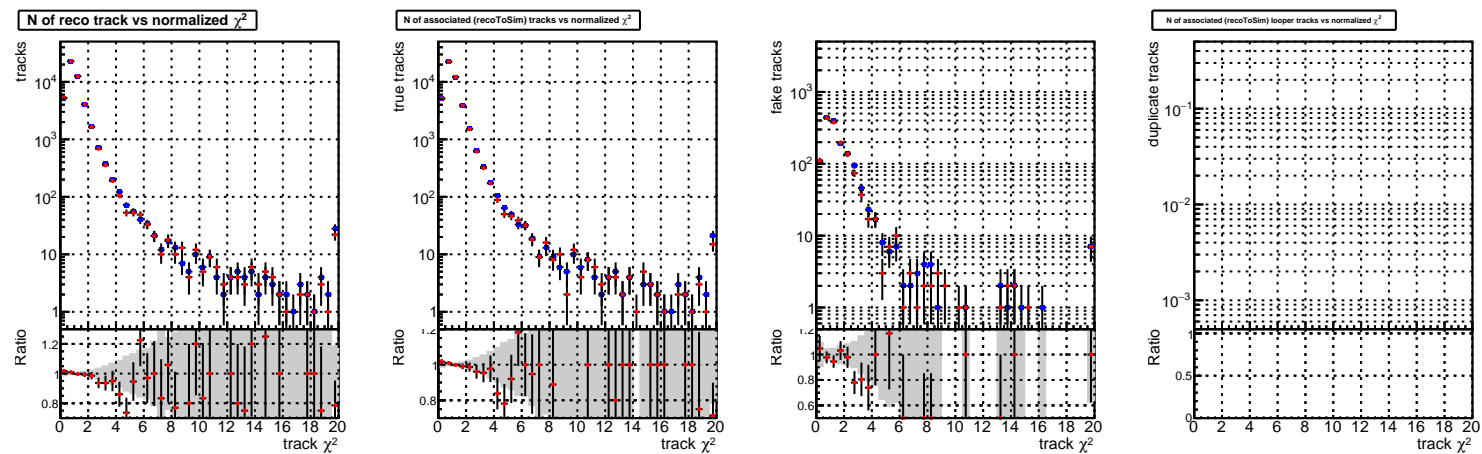 N of reco track vs normalized χ²
tracks
10⁴
10³
10²
10
1
Ratio
1.2
1
0.8
0 2 4 6 8 10 12 14 16 18 20
track χ²
N of associated (recoToSim) tracks vs normalized χ²
true tracks
10⁴
10³
10²
10
1
Ratio
1.2
1
0.8
0 2 4 6 8 10 12 14 16 18 20
track χ²
fake tracks
10³
10²
10
1
Ratio
1
0.8
0.6
0 2 4 6 8 10 12 14 16 18 20
track χ²
N of associated (recoToSim) looper tracks vs normalized χ²
duplicate tracks
10⁻¹
10⁻²
10⁻³
Ratio
1
0.5
0
0 2 4 6 8 10 12 14 16 18 20
track χ²